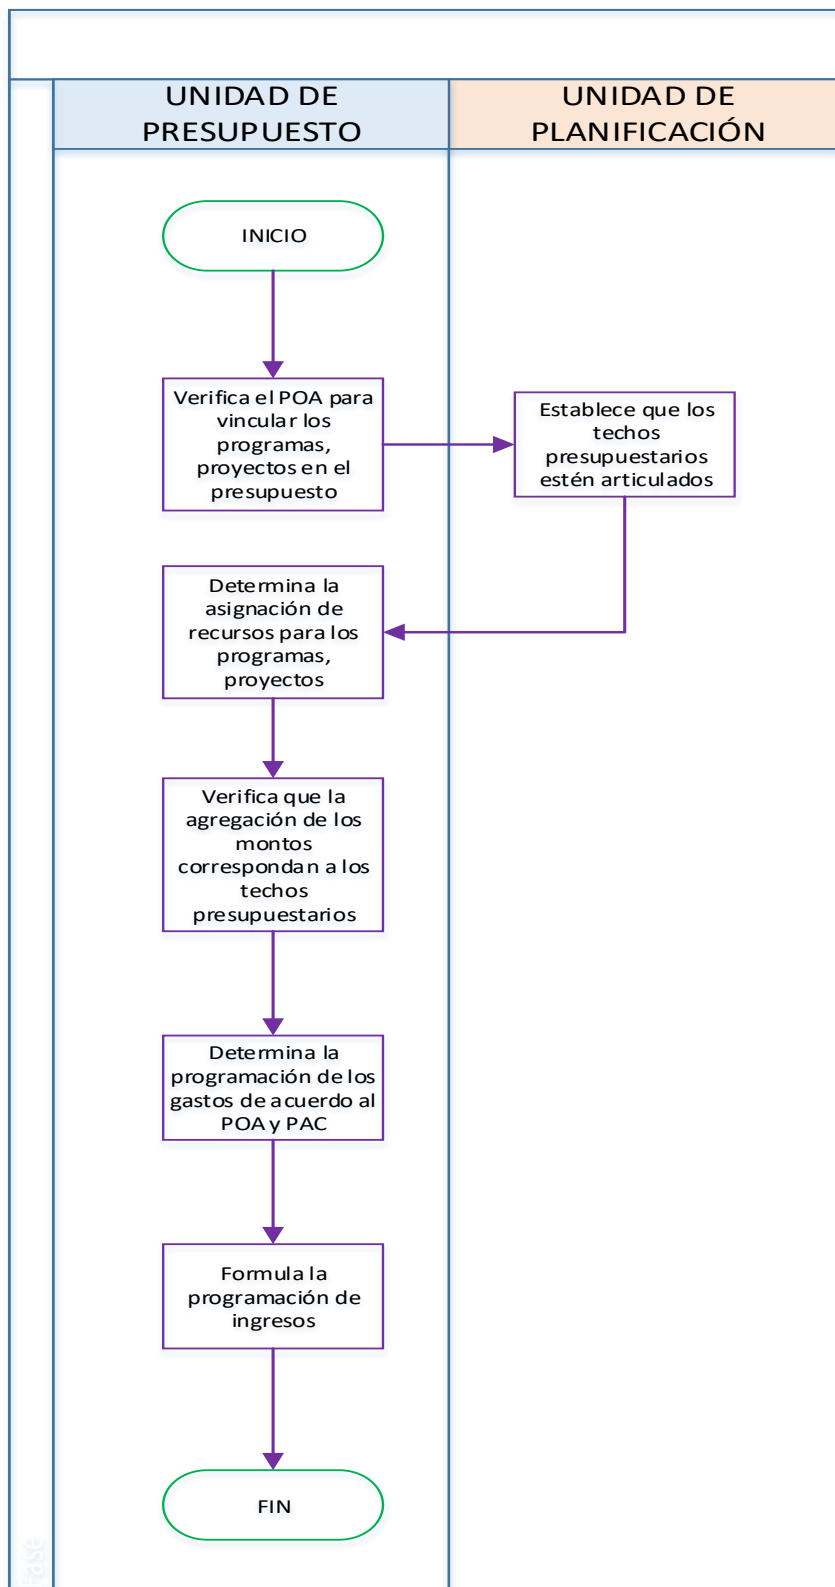 UNIDAD DE
PRESUPUESTO
UNIDAD DE
PLANIFICACIÓN
INICIO
Verifica el POA para
vincular los
programas,
proyectos en el
presupuesto
Establece que los
techos
presupuestarios
estén articulados
Determina la
asignación de
recursos para los
programas,
proyectos
Verifica que la
agregación de los
montos
correspondan a los
techos
presupuestarios
Determina la
programación de los
gastos de acuerdo al
POA y PAC
Formula la
programación de
ingresos
FIN
Fase